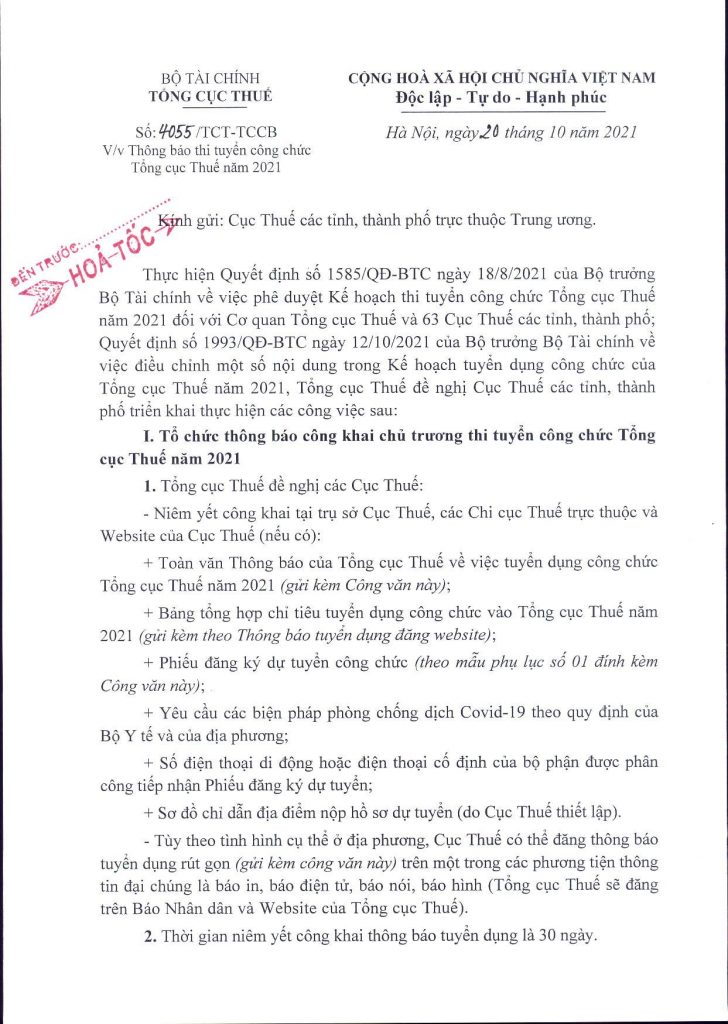 BỘ TÀI CHÍNH
TỔNG CỤC THUẾ
CỘNG HOÀ XÃ HỘI CHỦ NGHĨA VIỆT NAM
Độc lập - Tự do - Hạnh phúc
Số: 4055/TCT-TCCB
V/v Thông báo thi tuyển công chức
Tổng cục Thuế năm 2021
Hà Nội, ngày 20 tháng 10 năm 2021
Kính gửi: Cục Thuế các tỉnh, thành phố trực thuộc Trung ương.
ĐẾN TRƯỚC:
HOẢ-TỐC
Thực hiện Quyết định số 1585/QĐ-BTC ngày 18/8/2021 của Bộ trưởng
Bộ Tài chính về việc phê duyệt Kế hoạch thi tuyển công chức Tổng cục Thuế
năm 2021 đối với Cơ quan Tổng cục Thuế và 63 Cục Thuế các tỉnh, thành phố;
Quyết định số 1993/QĐ-BTC ngày 12/10/2021 của Bộ trưởng Bộ Tài chính về
việc điều chỉnh một số nội dung trong Kế hoạch tuyển dụng công chức của
Tổng cục Thuế năm 2021, Tổng cục Thuế đề nghị Cục Thuế các tỉnh, thành
phố triển khai thực hiện các công việc sau:
I. Tổ chức thông báo công khai chủ trương thi tuyển công chức Tổng
cục Thuế năm 2021
1. Tổng cục Thuế đề nghị các Cục Thuế:
- Niêm yết công khai tại trụ sở Cục Thuế, các Chi cục Thuế trực thuộc và
Website của Cục Thuế (nếu có):
+ Toàn văn Thông báo của Tổng cục Thuế về việc tuyển dụng công chức
Tổng cục Thuế năm 2021 (gửi kèm Công văn này);
+ Bảng tổng hợp chỉ tiêu tuyển dụng công chức vào Tổng cục Thuế năm
2021 (gửi kèm theo Thông báo tuyển dụng đăng website);
+ Phiếu đăng ký dự tuyển công chức (theo mẫu phụ lục số 01 đính kèm
Công văn này);
+ Yêu cầu các biện pháp phòng chống dịch Covid-19 theo quy định của
Bộ Y tế và của địa phương;
+ Số điện thoại di động hoặc điện thoại cố định của bộ phận được phân
công tiếp nhận Phiếu đăng ký dự tuyển;
+ Sơ đồ chỉ dẫn địa điểm nộp hồ sơ dự tuyển (do Cục Thuế thiết lập).
- Tùy theo tình hình cụ thể ở địa phương, Cục Thuế có thể đăng thông báo
tuyển dụng rút gọn (gửi kèm công văn này) trên một trong các phương tiện thông
tin đại chúng là báo in, báo điện tử, báo nói, báo hình (Tổng cục Thuế sẽ đăng
trên Báo Nhân dân và Website của Tổng cục Thuế).
2. Thời gian niêm yết công khai thông báo tuyển dụng là 30 ngày.